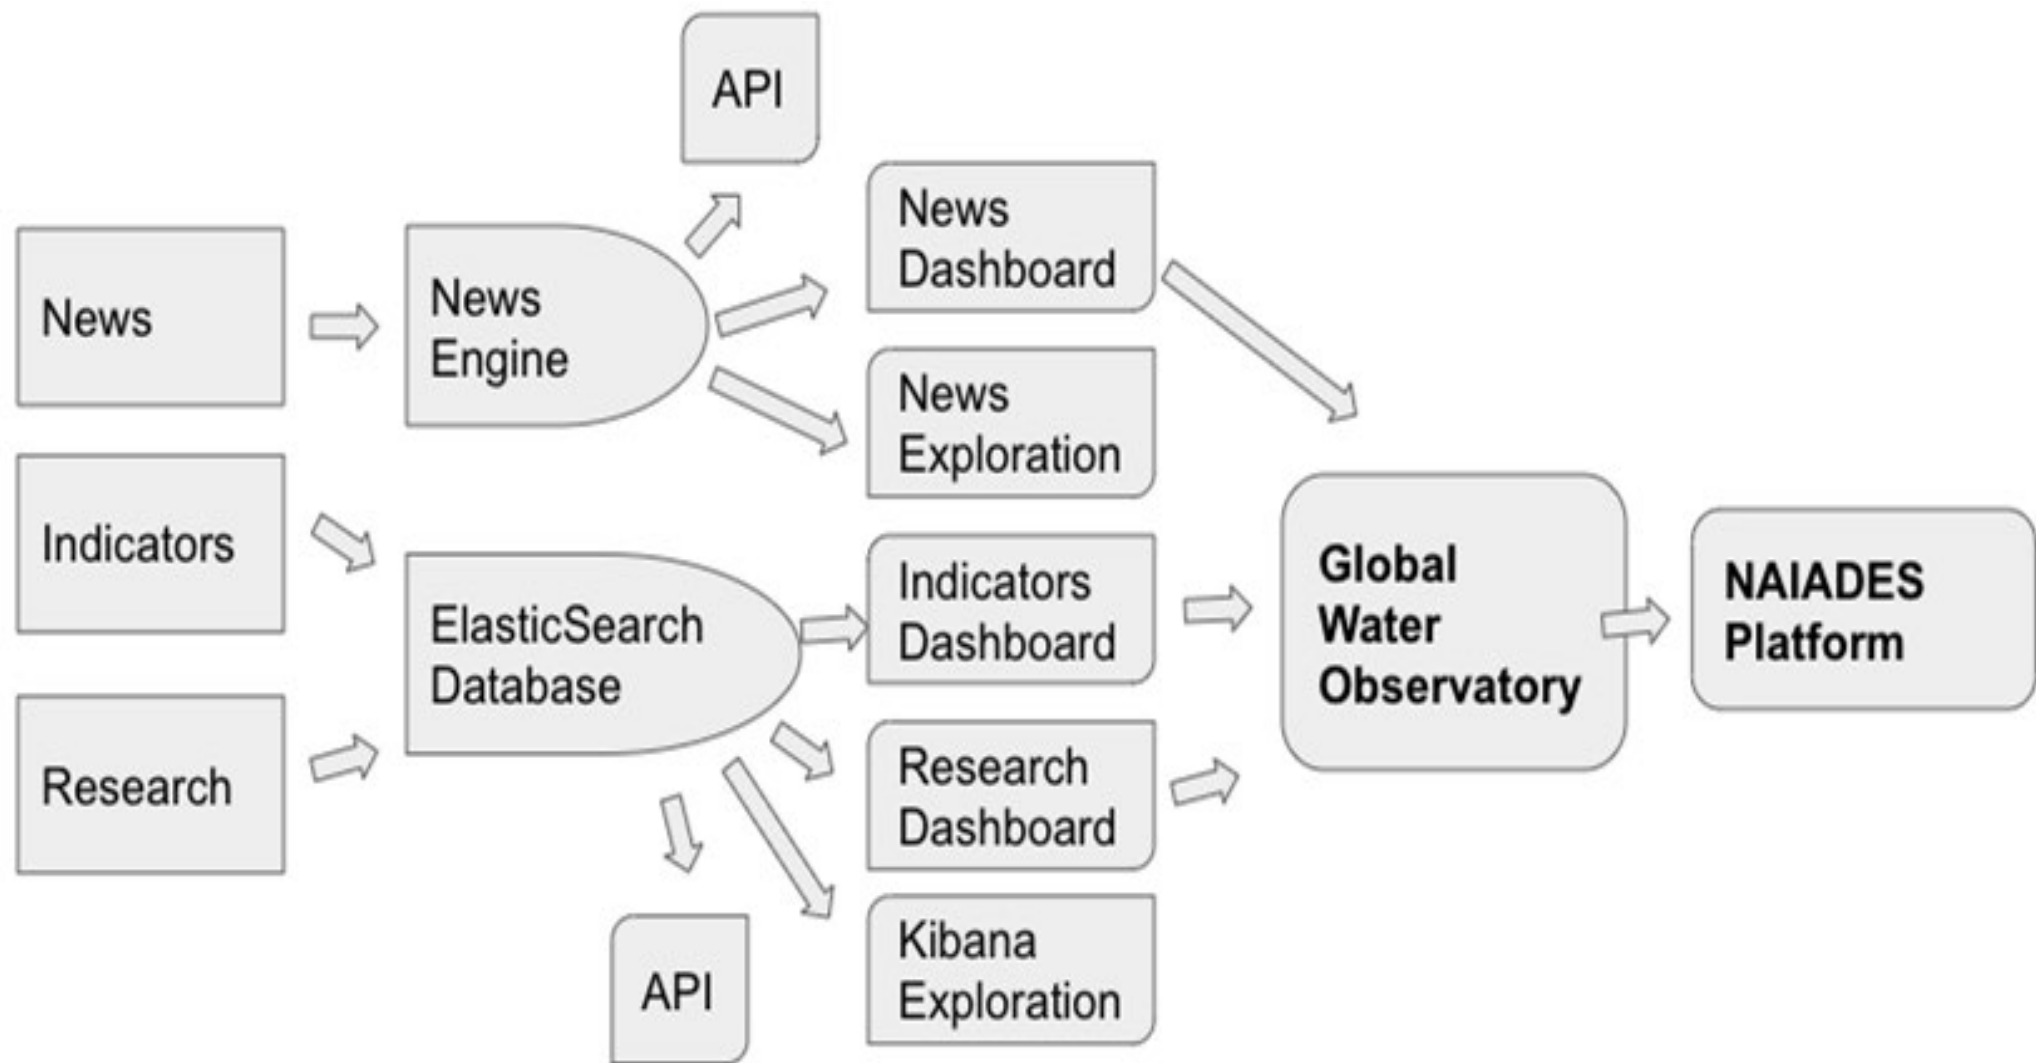 API
News
News
Engine
News
Dashboard
News
Exploration
Indicators
ElasticSearch
Database
Indicators
Dashboard
Global
Water
Observatory
NAIADES
Platform
Research
Research
Dashboard
API
Kibana
Exploration